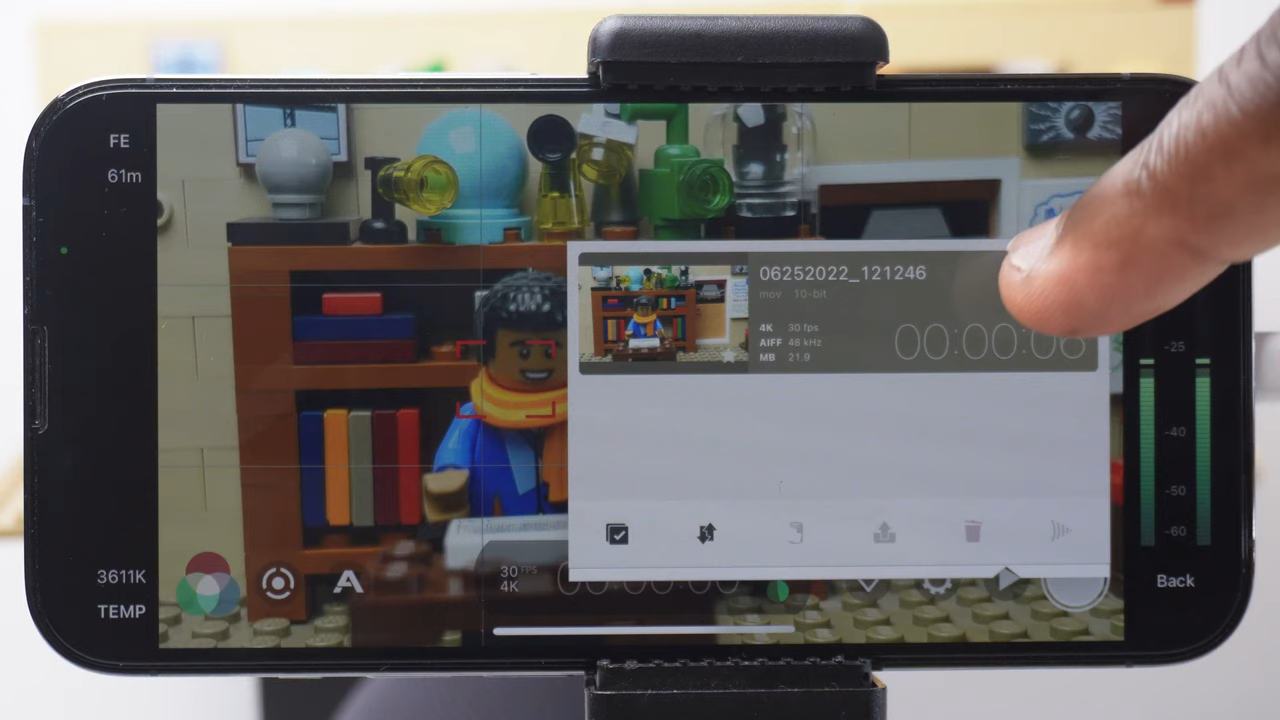 FE
61m
06252022_121246
mov 10-bit
4K 30 fps
AIFF 48 kHz
MB 21.9
00:00:06
-25
-40
-50
-60
3611K
TEMP
A
30 FPS
4K
Back